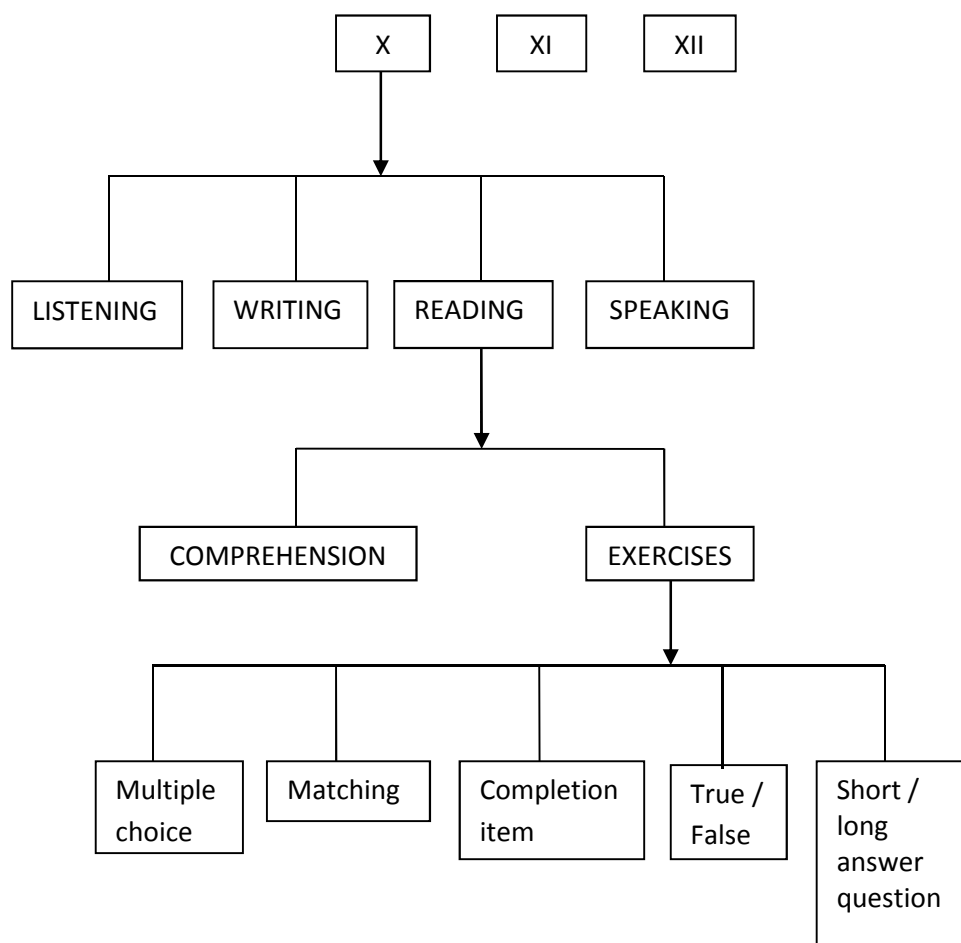 X
XI
XII
LISTENING
WRITING
READING
SPEAKING
COMPREHENSION
EXERCISES
Multiple
choice
Matching
Completion
item
True /
False
Short /
long
answer
question